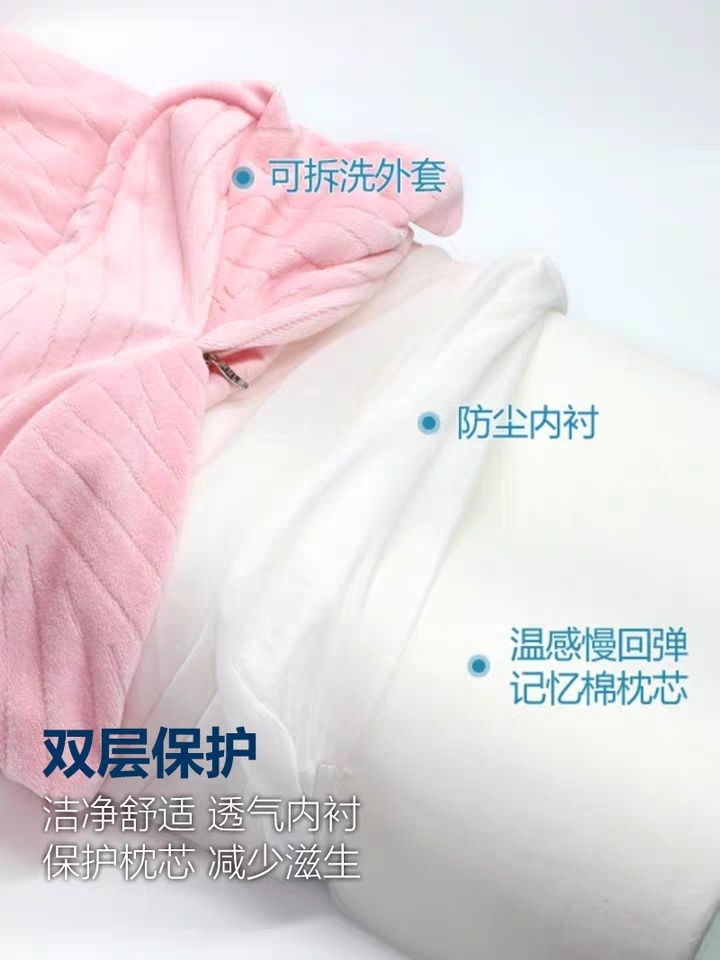 可拆洗外套
防尘内衬
温感慢回弹
记忆棉枕芯
双层保护
洁净舒适 透气内衬
保护枕芯 减少滋生